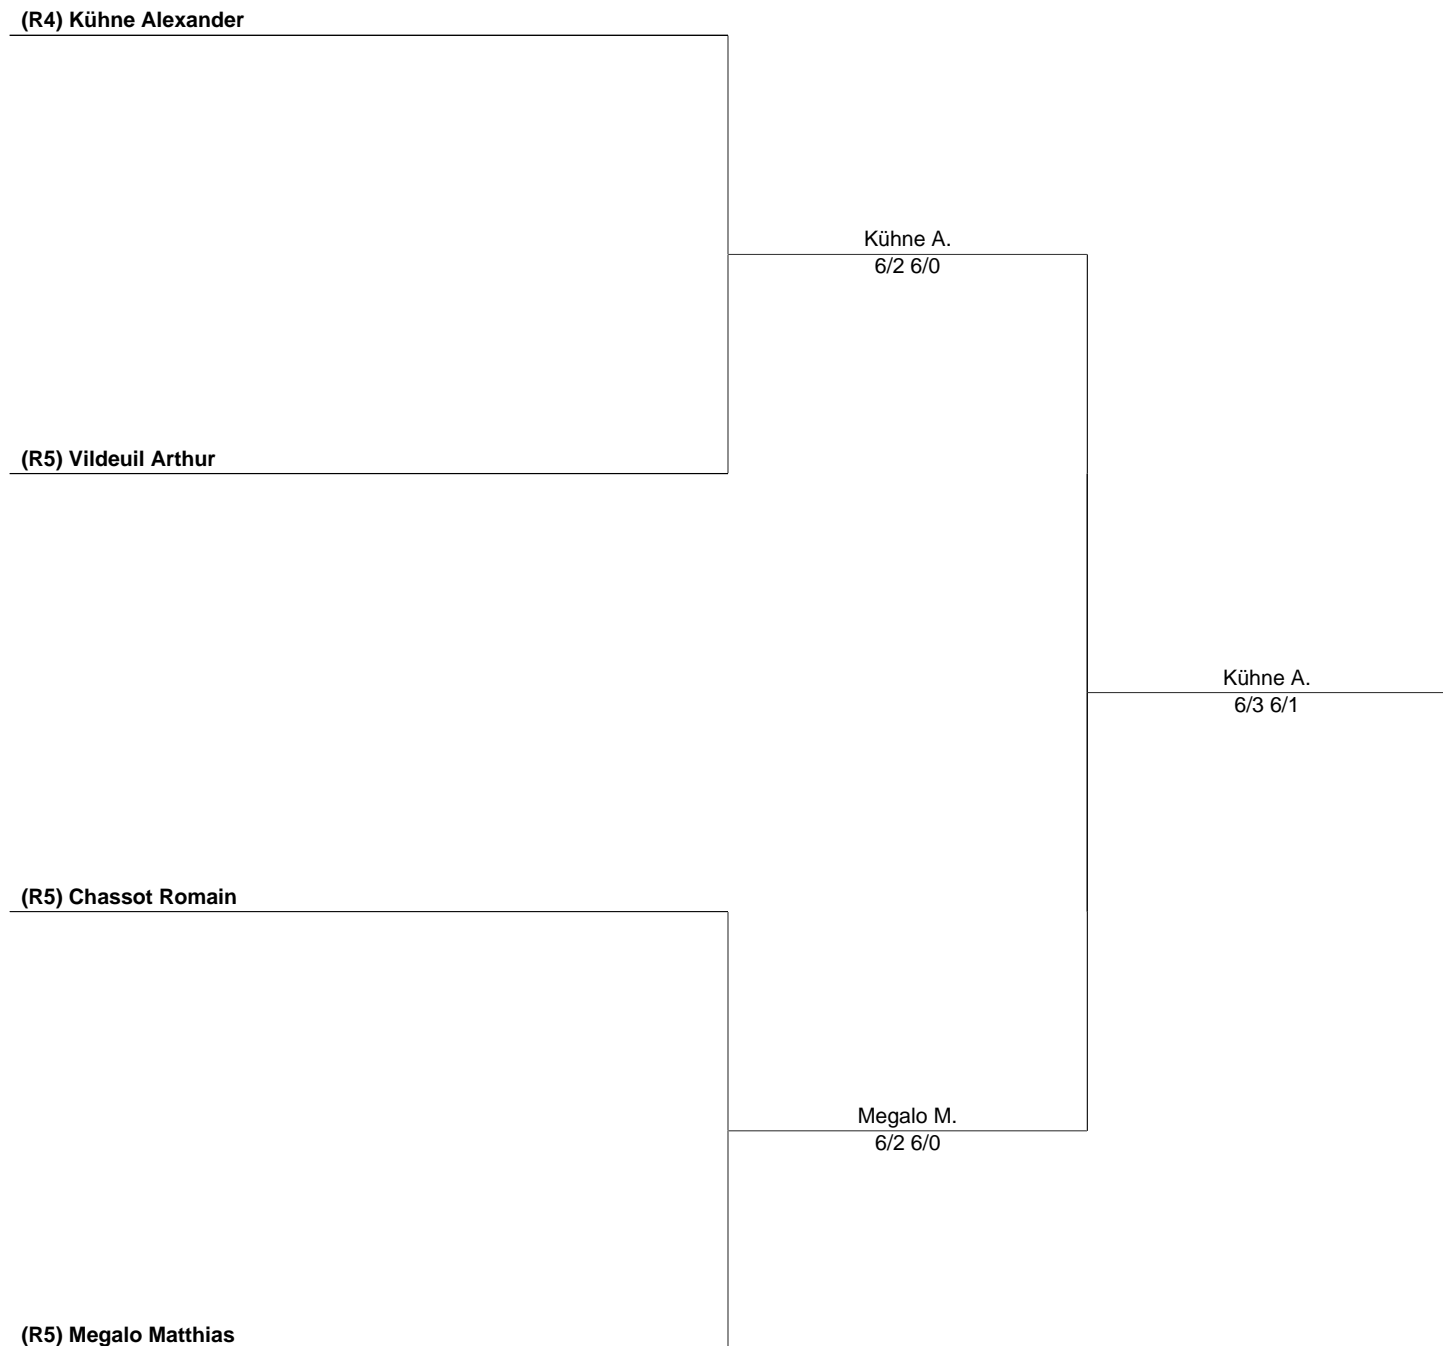 (R4) Kühne Alexander
Kühne A.
6/2 6/0
(R5) Vildeuil Arthur
Kühne A.
6/3 6/1
(R5) Chassot Romain
Megalo M.
6/2 6/0
(R5) Megalo Matthias